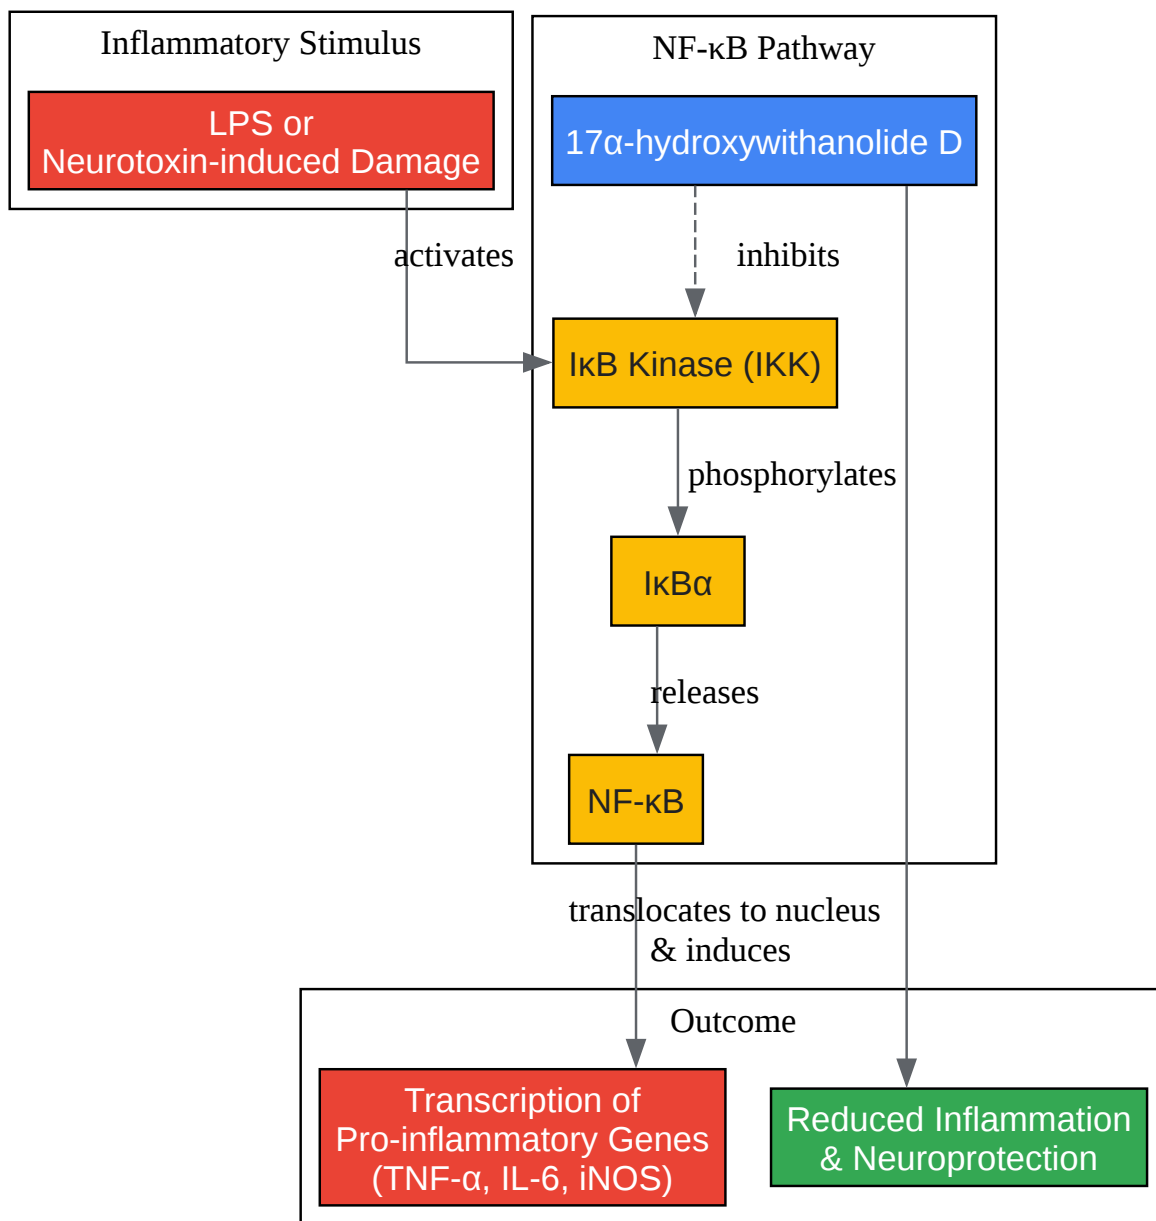 Inflammatory Stimulus
LPS or
Neurotoxin-induced Damage
activates
NF-κB Pathway
17α-hydroxywithanolide D
inhibits
IκB Kinase (IKK)
phosphorylates
IκBα
releases
NF-κB
translocates to nucleus
& induces
Outcome
Transcription of
Pro-inflammatory Genes
(TNF-α, IL-6, iNOS)
Reduced Inflammation
& Neuroprotection